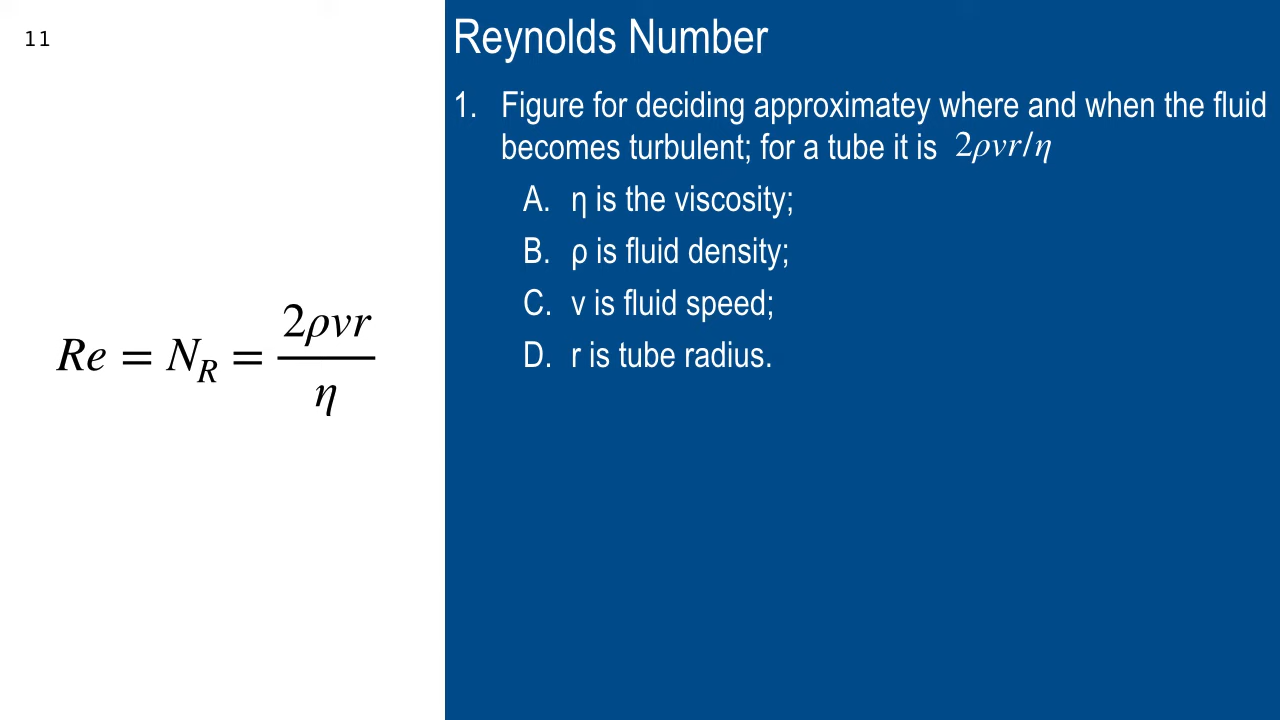 11
Reynolds Number
1. Figure for deciding approximatey where and when the fluid
becomes turbulent; for a tube it is 2ρvr/η
A. η is the viscosity;
B. ρ is fluid density;
C. v is fluid speed;
D. r is tube radius.
Re = N_R = \frac{2ρvr}{η}